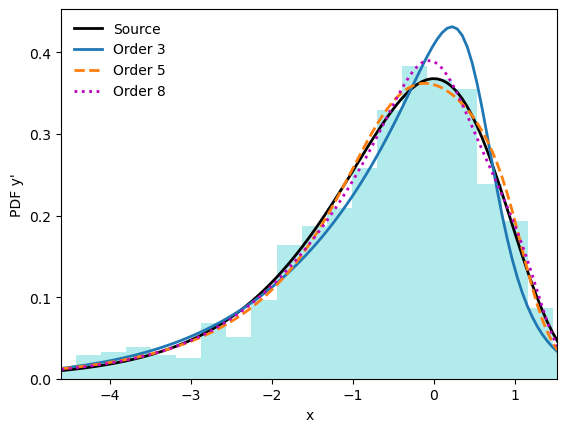 Source
Order 3
Order 5
Order 8
PDF y'
0.4
0.3
0.2
0.1
0.0
−4
−3
−2
−1
0
1
x